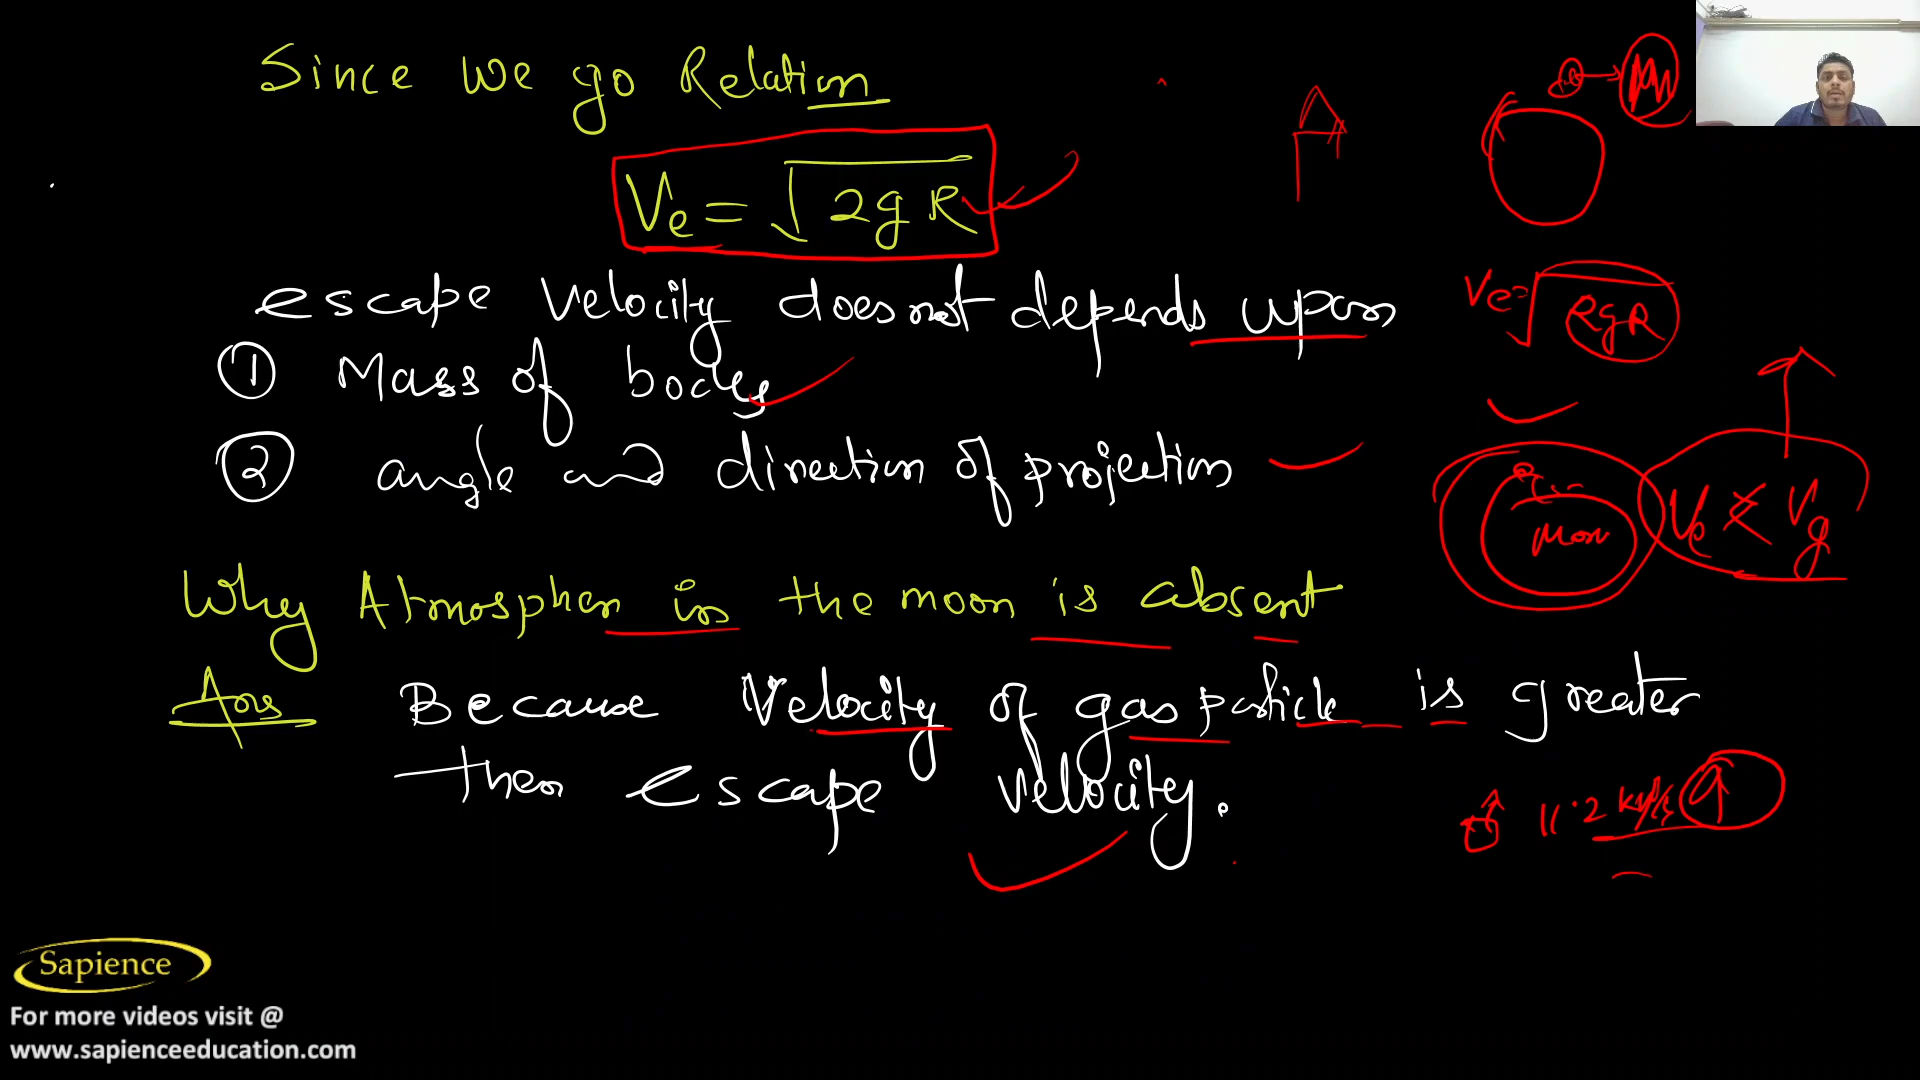 Since we go Relation
Ve = √2gR
escape velocity does not depends upon
① Mass of body
② angle and direction of projection
Ve = √2gR
Ve < Vg
Moon
Why Atmospher in the moon is absent
Ans Because Velocity of gas particle is greater
then escape velocity.
11.2 km/s
Sapience
For more videos visit @
www.sapienceeducation.com